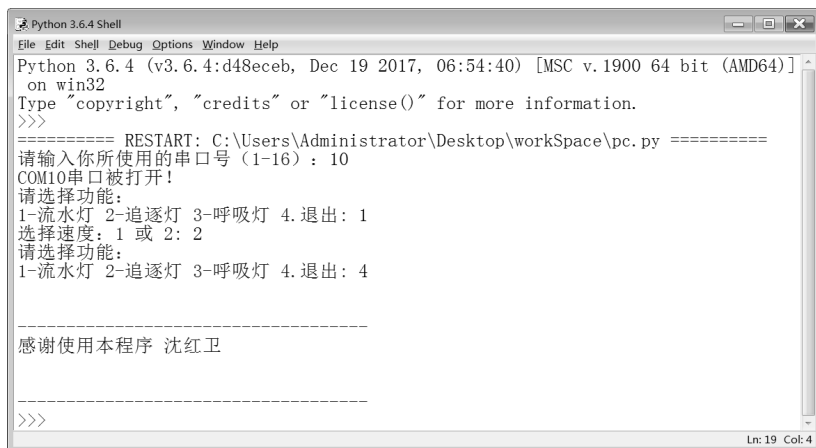 Python 3.6.4 Shell
File Edit Shell Debug Options Window Help
Python 3.6.4 (v3.6.4:d48eceb, Dec 19 2017, 06:54:40) [MSC v.1900 64 bit (AMD64)]
on win32
Type "copyright", "credits" or "license()" for more information.
>>>
========== RESTART: C:\Users\Administrator\Desktop\workSpace\pc.py ==========
请输入你所使用的串口号（1-16）：10
COM10串口被打开！
请选择功能：
1-流水灯 2-追逐灯 3-呼吸灯 4.退出：1
选择速度：1 或 2：2
请选择功能：
1-流水灯 2-追逐灯 3-呼吸灯 4.退出：4
------------------------------------
感谢使用本程序 沈红卫
------------------------------------
>>>
Ln: 19 Col: 4